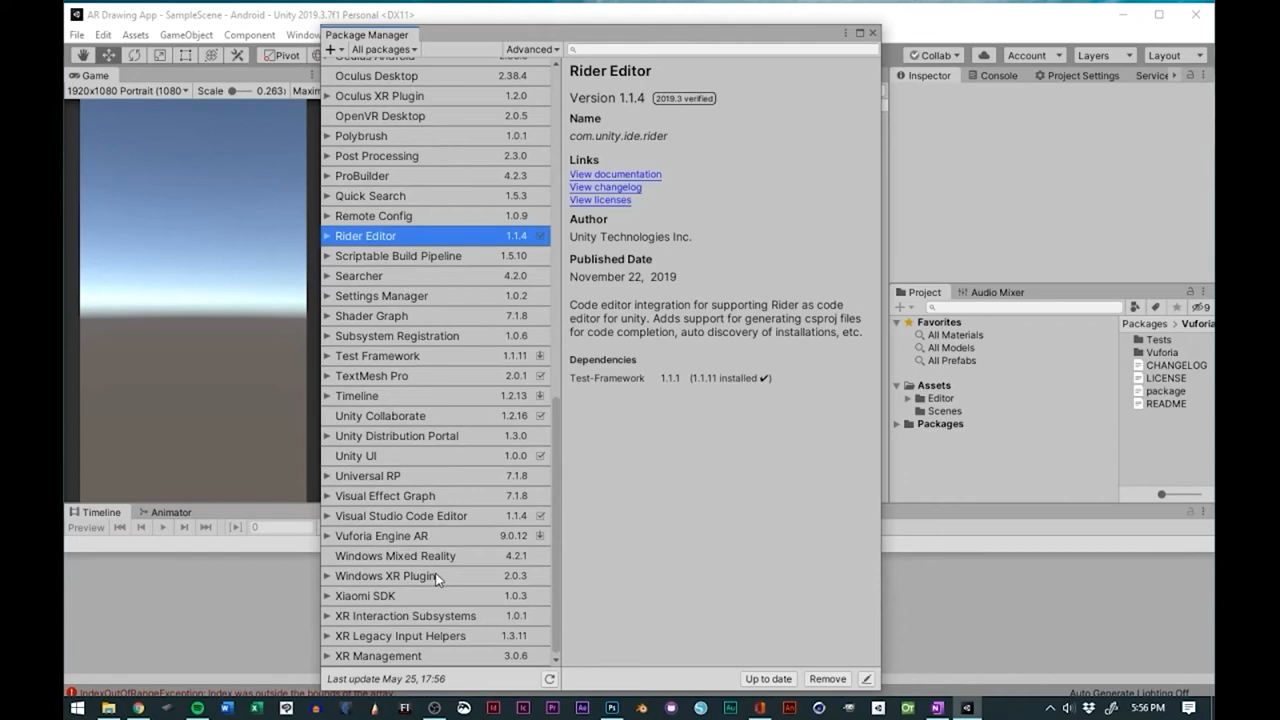 AR Drawing App - SampleScene - Android - Unity 2019.3.7f1 Personal <DX11>
File Edit Assets GameObject Component
Package Manager
Pivot
Collab Account Layers Layout
All packages Advanced
Game
Inspector Console Project Settings Service
1920x1080 Portrait (1080 Scale 0.263 Maxim
Oculus Android
Oculus Desktop 2.38.4
Oculus XR Plugin 1.2.0
OpenVR Desktop 2.0.5
Polybrush 1.0.1
Post Processing 2.3.0
ProBuilder 4.2.3
Quick Search 1.5.3
Remote Config 1.0.9
Rider Editor 1.1.4
Scriptable Build Pipeline 1.5.10
Searcher 4.2.0
Settings Manager 1.0.2
Shader Graph 7.1.8
Subsystem Registration 1.0.6
Test Framework 1.1.11
TextMesh Pro 2.0.1
Timeline 1.2.13
Unity Collaborate 1.2.16
Unity Distribution Portal 1.3.0
Unity UI 1.0.0
Universal RP 7.1.8
Visual Effect Graph 7.1.8
Visual Studio Code Editor 1.1.4
Vuforia Engine AR 9.0.12
Windows Mixed Reality 4.2.1
Windows XR Plugin 2.0.3
Xiaomi SDK 1.0.3
XR Interaction Subsystems 1.0.1
XR Legacy Input Helpers 1.3.11
XR Management 3.0.6
Last update May 25, 17:56
Rider Editor
Version 1.1.4 2019.3 verified
Name
com.unity.ide.rider
Links
View documentation
View changelog
View licenses
Author
Unity Technologies Inc.
Published Date
November 22, 2019
Code editor integration for supporting Rider as code
editor for unity. Adds support for generating csproj files
for code completion, auto discovery of installations, etc.
Dependencies
Test-Framework 1.1.1 (1.1.11 installed ✔)
Up to date Remove
Project Audio Mixer
9
Favorites
All Materials
All Models
All Prefabs
Assets
Editor
Scenes
Packages
Packages > Vuforia
Tests
Vuforia
CHANGELOG
LICENSE
package
README
Timeline Animator
Preview 0
IndexOutOfRangeException: Index was outside the bounds of the array.
Auto Generate Lighting Off
5:56 PM